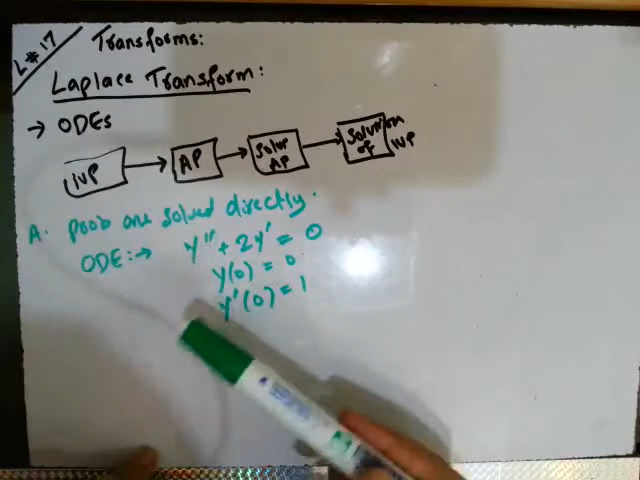 L#17
Transforms:
Laplace Transform:
→ ODEs
IVP → AP → Solve AP → Solution of IVP
A. Prob are solved directly.
ODE:→ y'' + 2y' = 0
y(0) = 0
y'(0) = 1